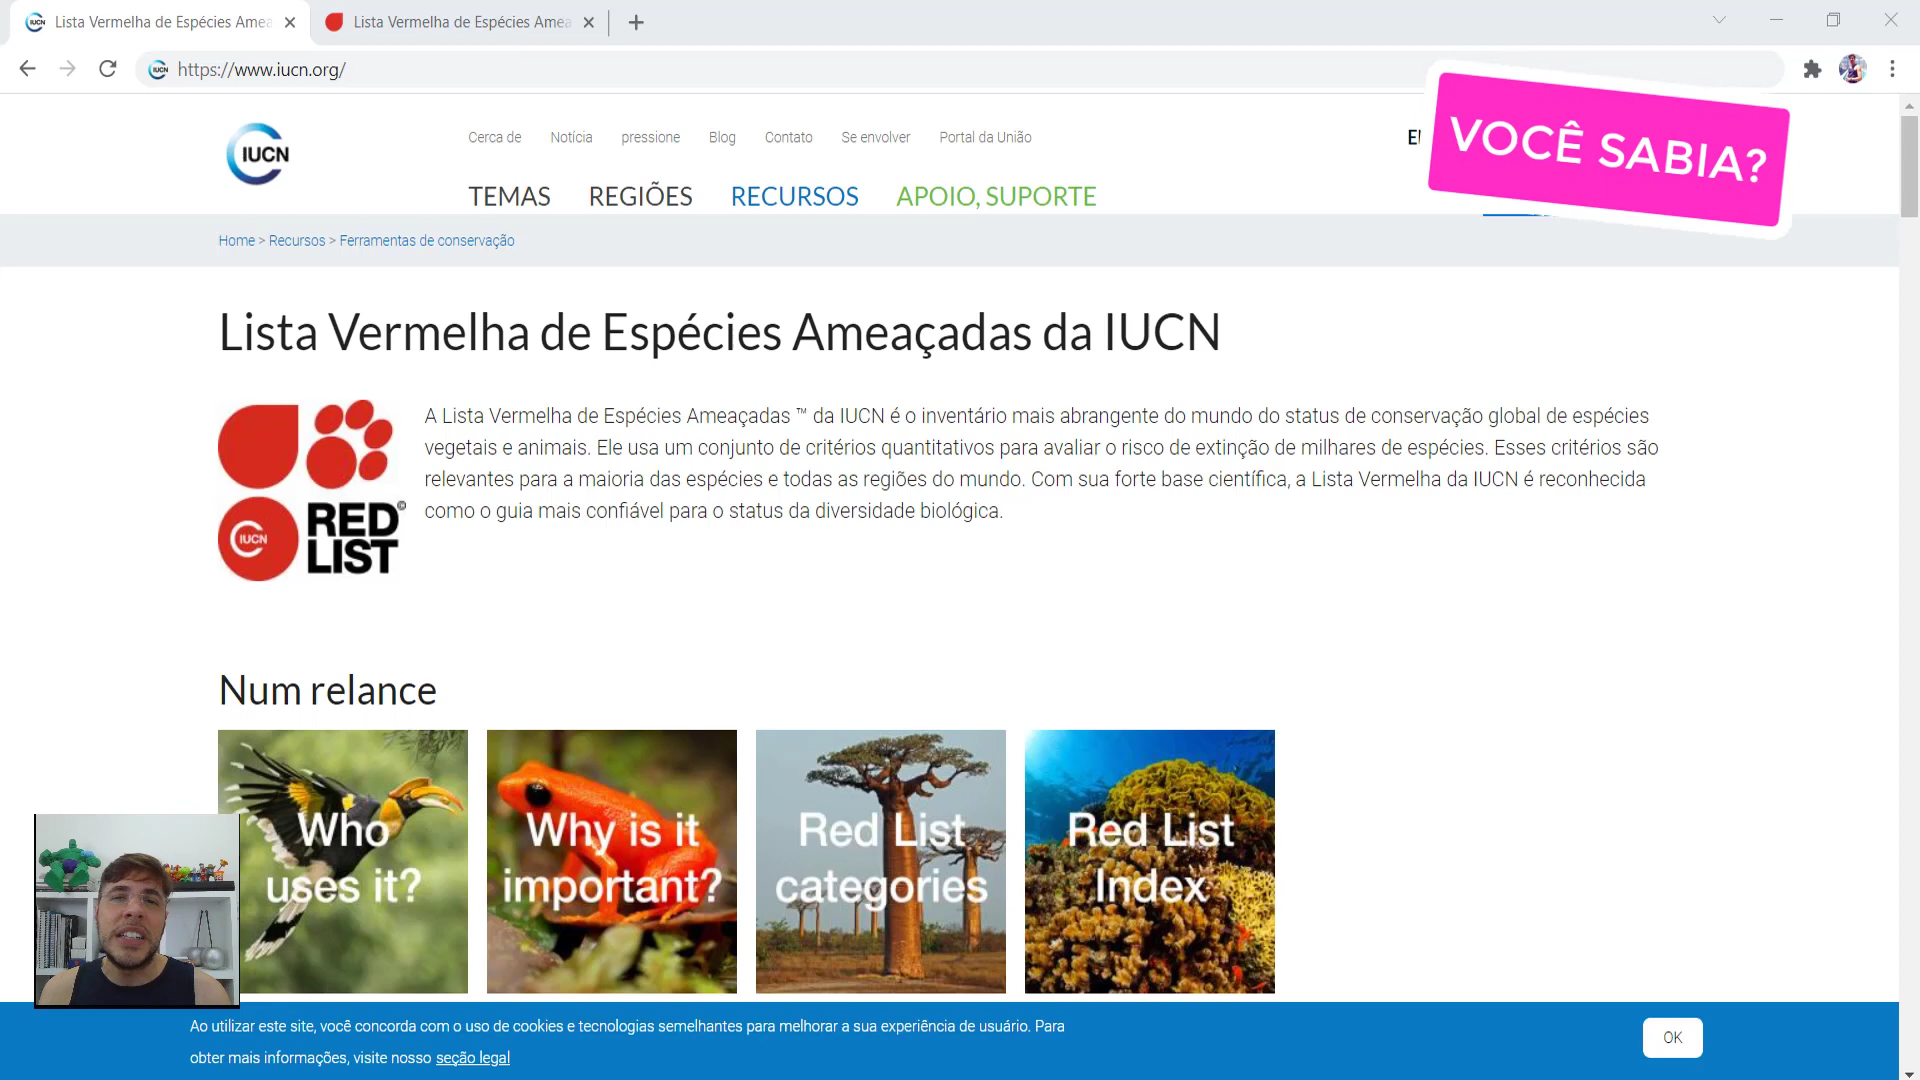 Lista Vermelha de Espécies Amea
Lista Vermelha de Espécies Amea
https://www.iucn.org/
IUCN
Cerca de
Notícia
pressione
Blog
Contato
Se envolver
Portal da União
VOCÊ SABIA?
TEMAS
REGIÕES
RECURSOS
APOIO, SUPORTE
Home > Recursos > Ferramentas de conservação
Lista Vermelha de Espécies Ameaçadas da IUCN
A Lista Vermelha de Espécies Ameaçadas ™ da IUCN é o inventário mais abrangente do mundo do status de conservação global de espécies
vegetais e animais. Ele usa um conjunto de critérios quantitativos para avaliar o risco de extinção de milhares de espécies. Esses critérios são
relevantes para a maioria das espécies e todas as regiões do mundo. Com sua forte base científica, a Lista Vermelha da IUCN é reconhecida
como o guia mais confiável para o status da diversidade biológica.
IUCN
RED
LIST
©
Num relance
Who
uses it?
Why is it
important?
Red List
categories
Red List
Index
Ao utilizar este site, você concorda com o uso de cookies e tecnologias semelhantes para melhorar a sua experiência de usuário. Para
obter mais informações, visite nosso seção legal
OK